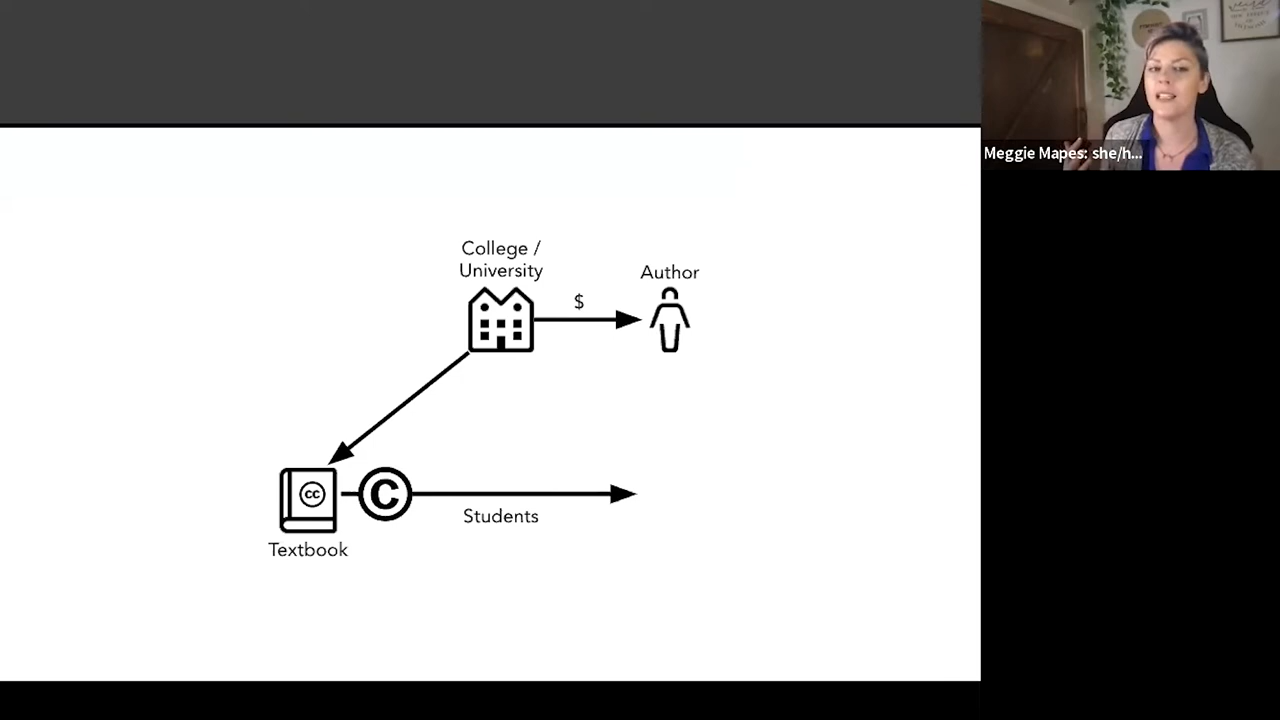 College /
University
Author
$
cc
C
Students
Textbook
Meggie Mapes: she/h...